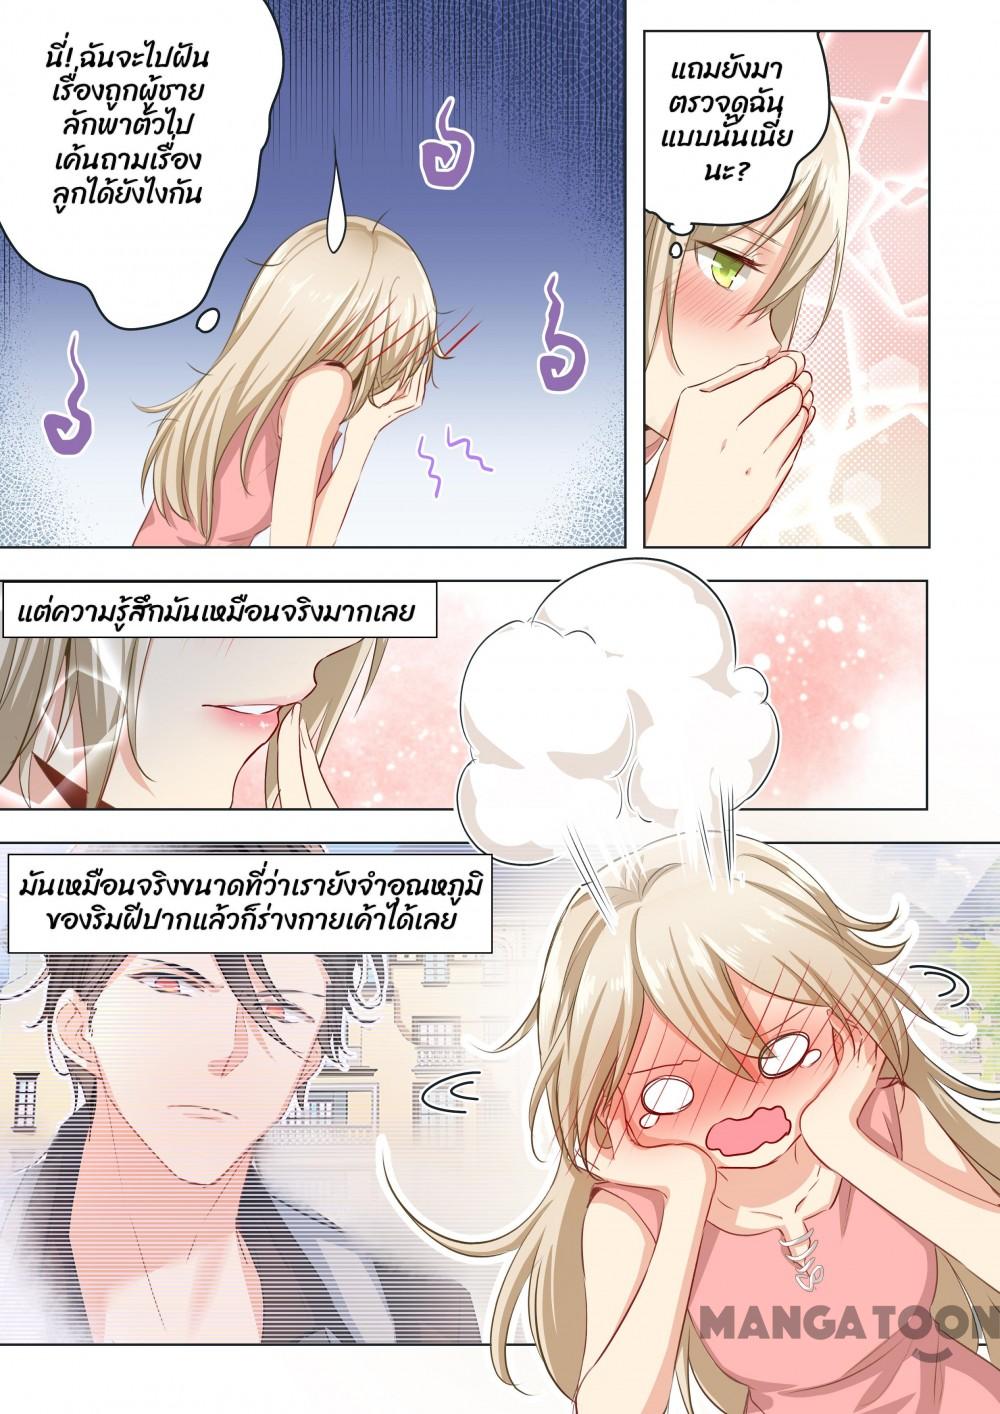 นี่! ฉันจะไปฝัน
เรื่องถูกผู้ชาย
ลักพาตัวไป
เค้นถามเรื่อง
ลูกได้ยังไงกัน
แถมยังมา
ตรวจดูฉัน
แบบนั้นเนี่ย
นะ?
แต่ความรู้สึกมันเหมือนจริงมากเลย
มันเหมือนจริงขนาดที่ว่าเรายังจำอุณหภูมิ
ของริมฝีปากแล้วก็ร่างกายเค้าได้เลย
MANGATOON